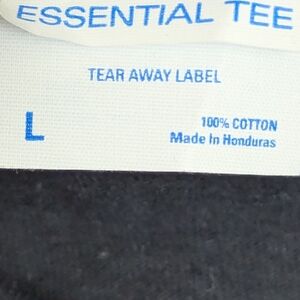 ESSENTIAL TEE
TEAR AWAY LABEL
L
100% COTTON
Made In Honduras